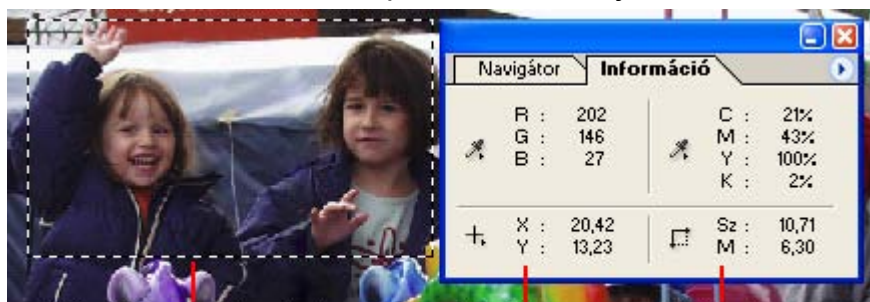 Navigátor Információ
R : 202 C : 21%
G : 146 M : 43%
B : 27 Y : 100%
K : 2%
X : 20,42 Sz : 10,71
Y : 13,23 M : 6,30